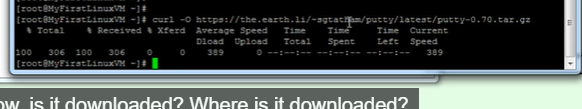 [root@MyFirstLinuxVM ~]#
[root@MyFirstLinuxVM ~]# curl -O https://the.earth.li/~sgtatham/putty/latest/putty-0.70.tar.gz
% Total % Received % Xferd Average Speed Time Time Time Current
Dload Upload Total Spent Left Speed
100 306 100 306 0 0 389 0 --:--:-- --:--:-- --:--:-- 389
[root@MyFirstLinuxVM ~]#
is it downloaded? Where is it downloaded?